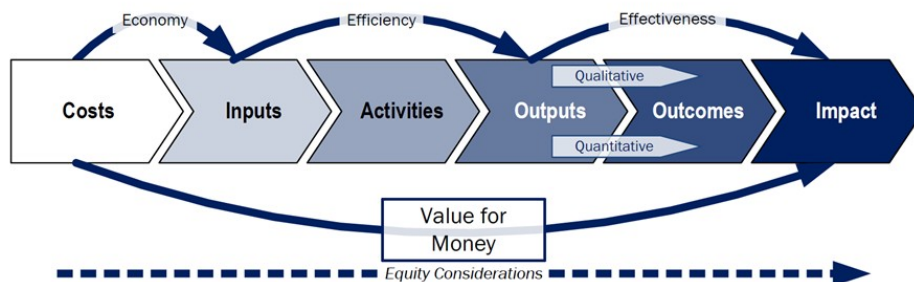 Economy
Efficiency
Effectiveness
Costs
Inputs
Activities
Outputs
Outcomes
Impact
Qualitative
Quantitative
Value for
Money
Equity Considerations